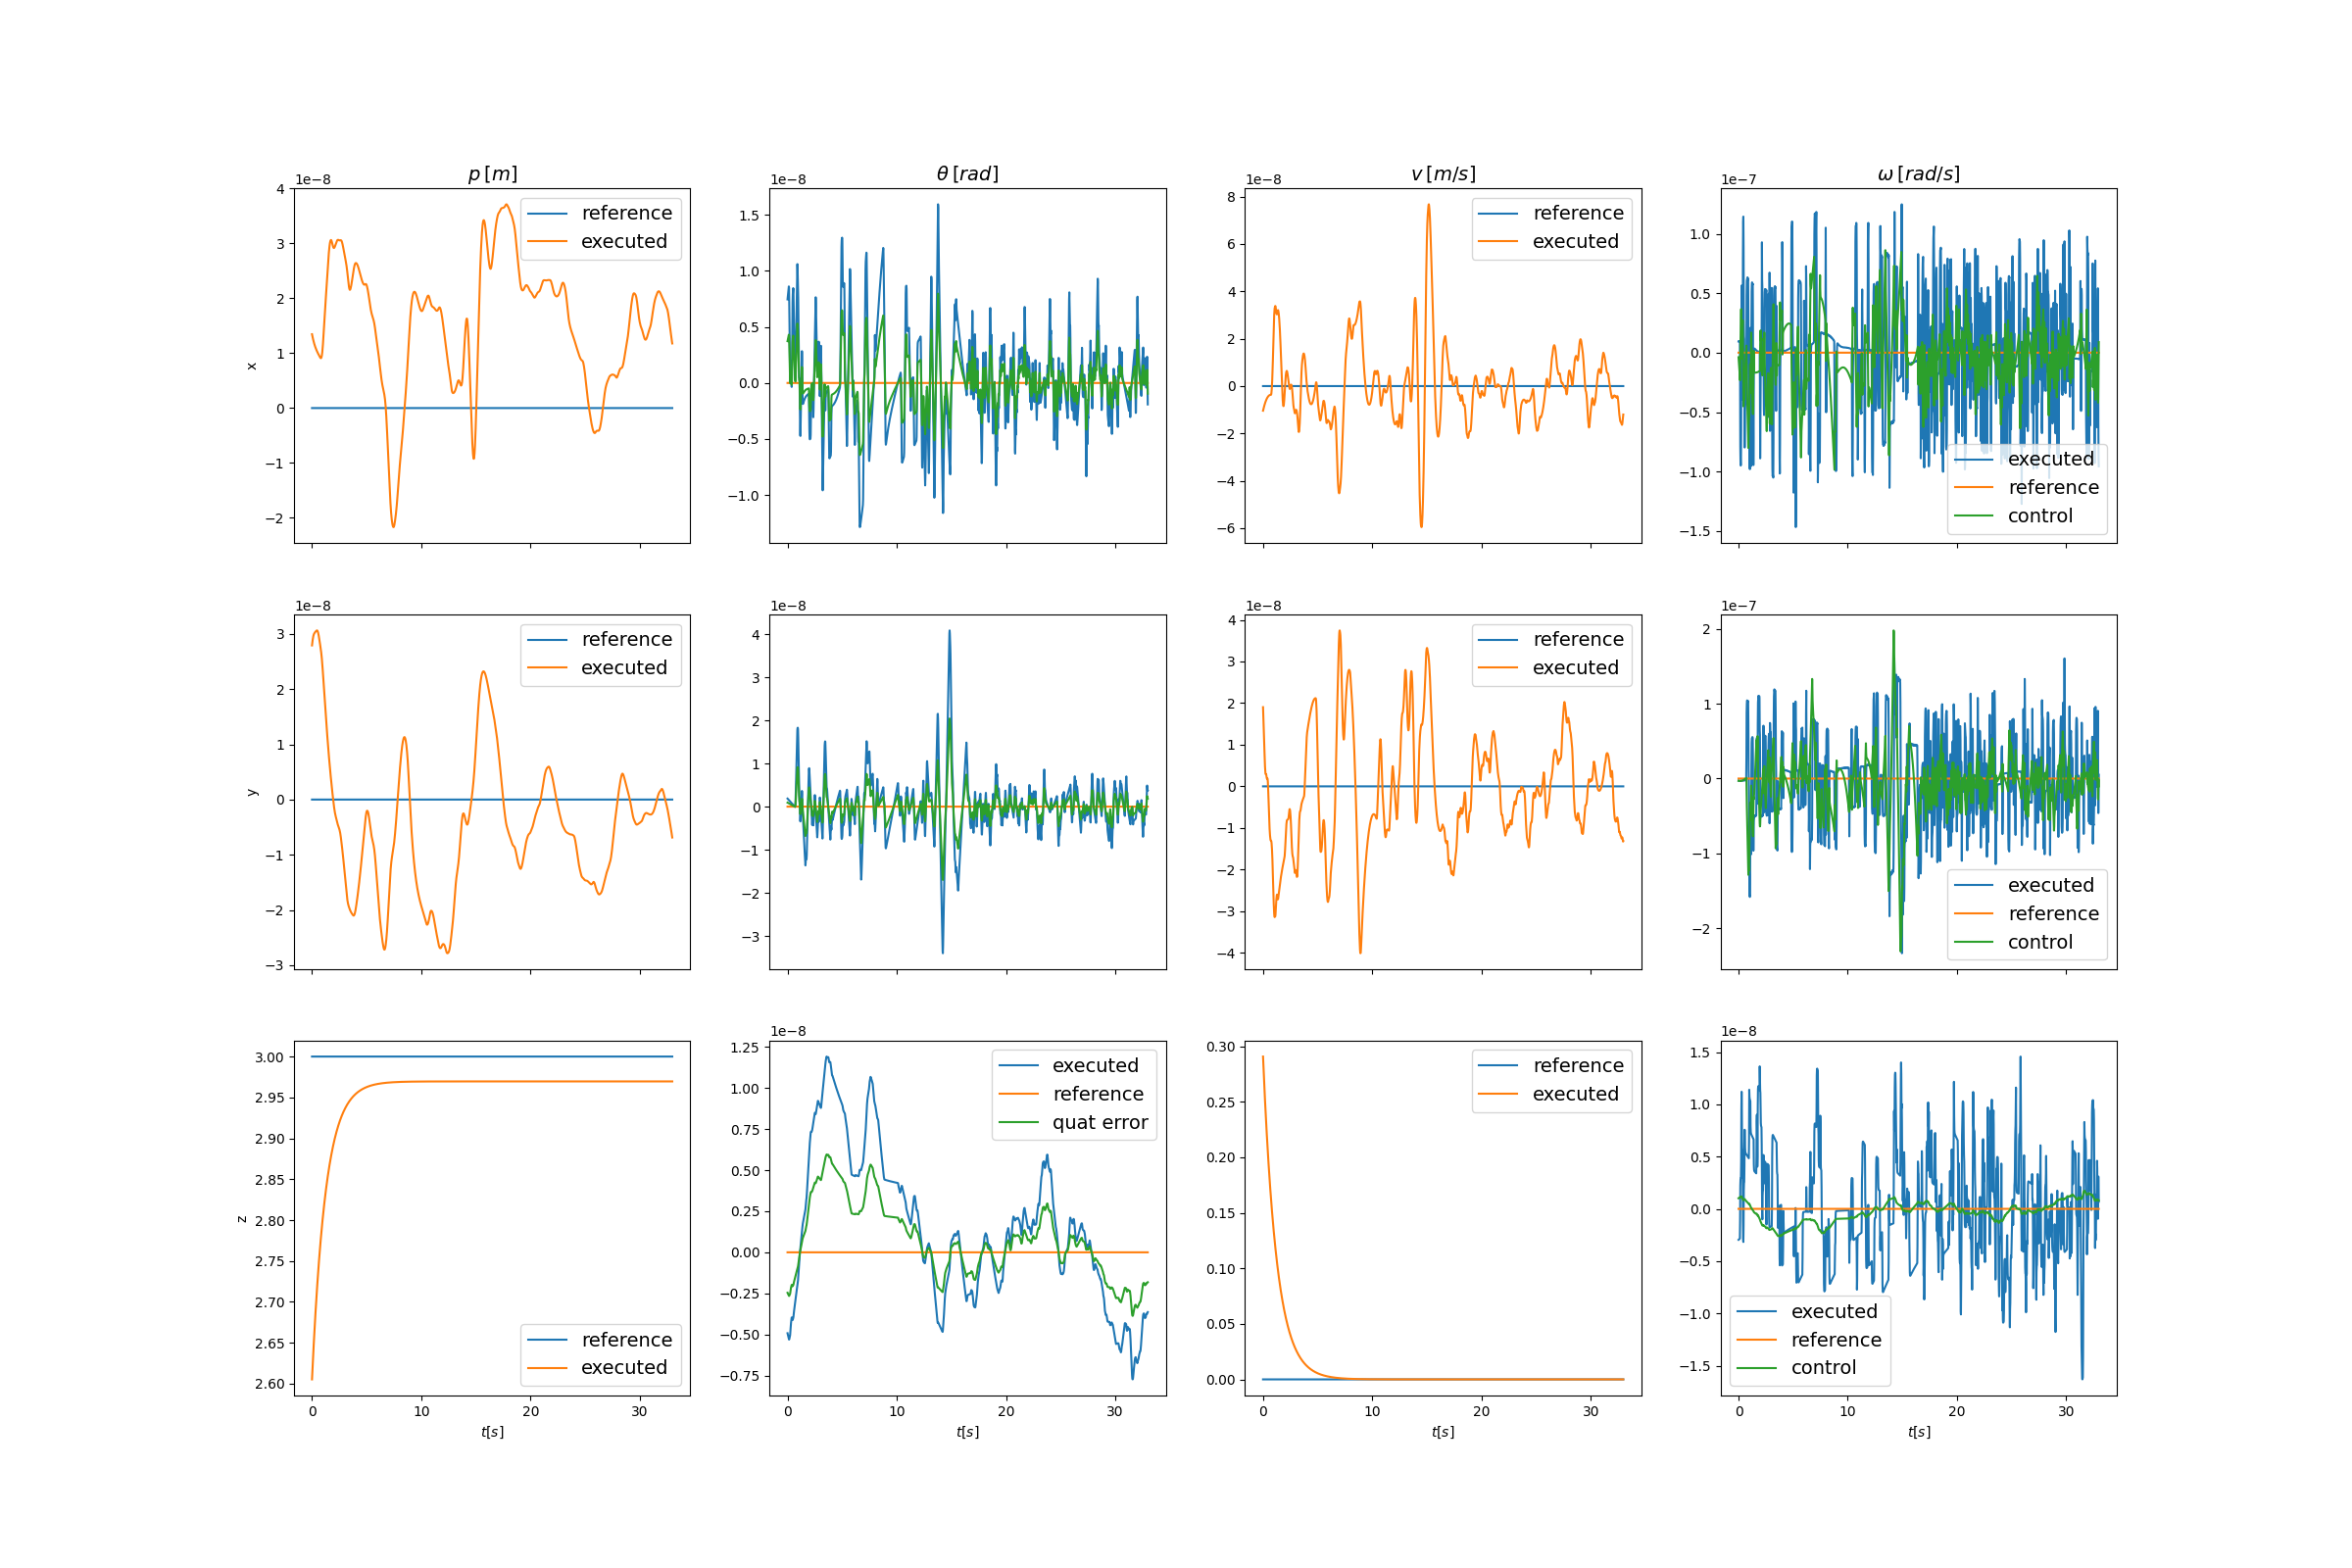 p [m]
1e−8
4
3
2
1
0
−1
−2
x
reference
executed
θ [rad]
1e−8
1.5
1.0
0.5
0.0
−0.5
−1.0
v [m/s]
1e−8
8
6
4
2
0
−2
−4
−6
reference
executed
ω [rad/s]
1e−7
1.0
0.5
0.0
−0.5
−1.0
−1.5
executed
reference
control
1e−8
3
2
1
0
−1
−2
−3
y
reference
executed
1e−8
4
3
2
1
0
−1
−2
−3
1e−8
4
3
2
1
0
−1
−2
−3
−4
reference
executed
1e−7
2
1
0
−1
−2
executed
reference
control
3.00
2.95
2.90
2.85
2.80
2.75
2.70
2.65
2.60
z
reference
executed
0 10 20 30
t[s]
1e−8
1.25
1.00
0.75
0.50
0.25
0.00
−0.25
−0.50
−0.75
executed
reference
quat error
0 10 20 30
t[s]
0.30
0.25
0.20
0.15
0.10
0.05
0.00
reference
executed
0 10 20 30
t[s]
1e−8
1.5
1.0
0.5
0.0
−0.5
−1.0
−1.5
executed
reference
control
0 10 20 30
t[s]